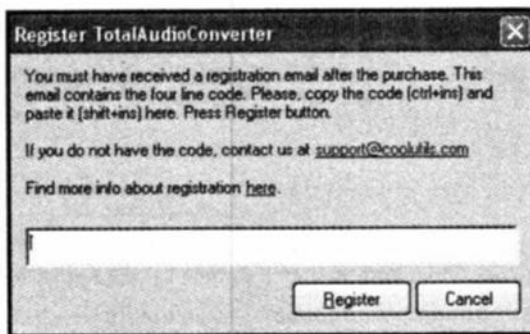 Register TotalAudioConverter
You must have received a registration email after the purchase. This
email contains the four line code. Please, copy the code (ctrl+ins) and
paste it (shift+ins) here. Press Register button.
If you do not have the code, contact us at support@coolutils.com
Find more info about registration here.
Register Cancel